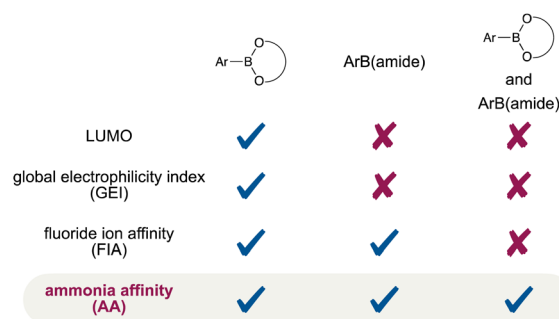 Ar B O O
ArB(amide)
Ar B O O
and
ArB(amide)
LUMO
global electrophilicity index
(GEI)
fluoride ion affinity
(FIA)
ammonia affinity
(AA)